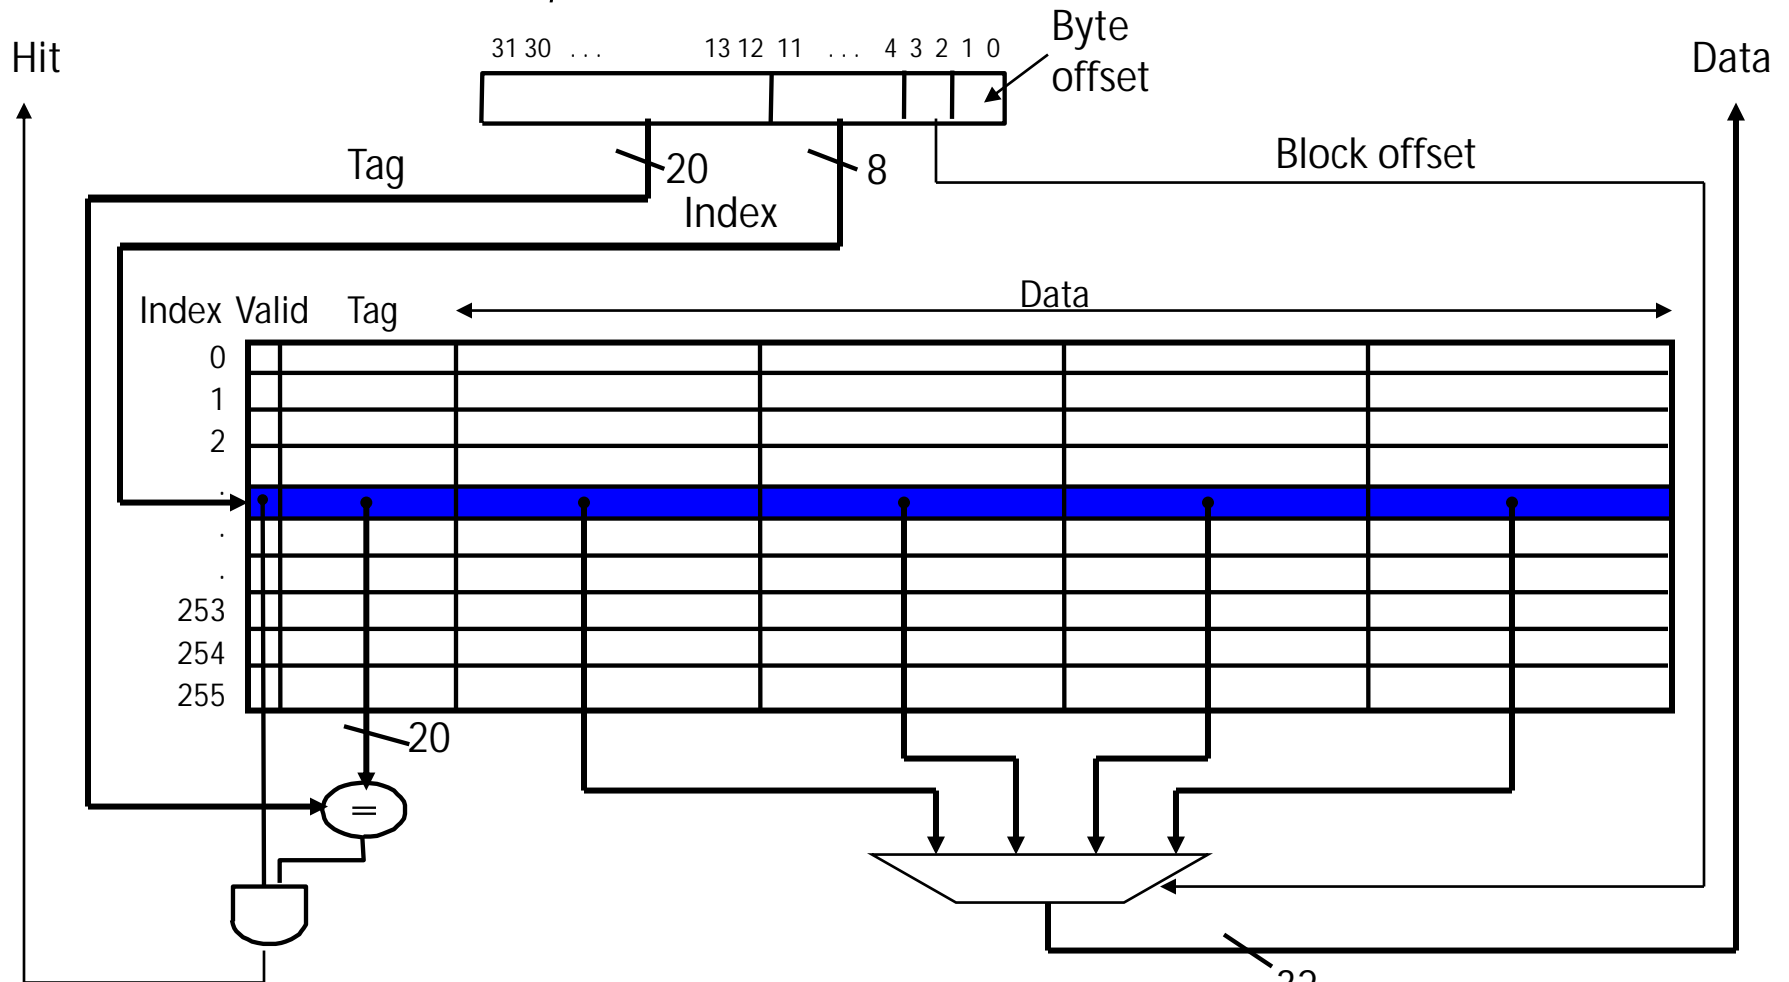 Hit
31 30 . . .
13 12 11 . . . 4 3 2 1 0
Byte
offset
Data
Tag
20
8
Block offset
Index
Index Valid Tag
Data
0
1
2
.
.
.
253
254
255
20
=